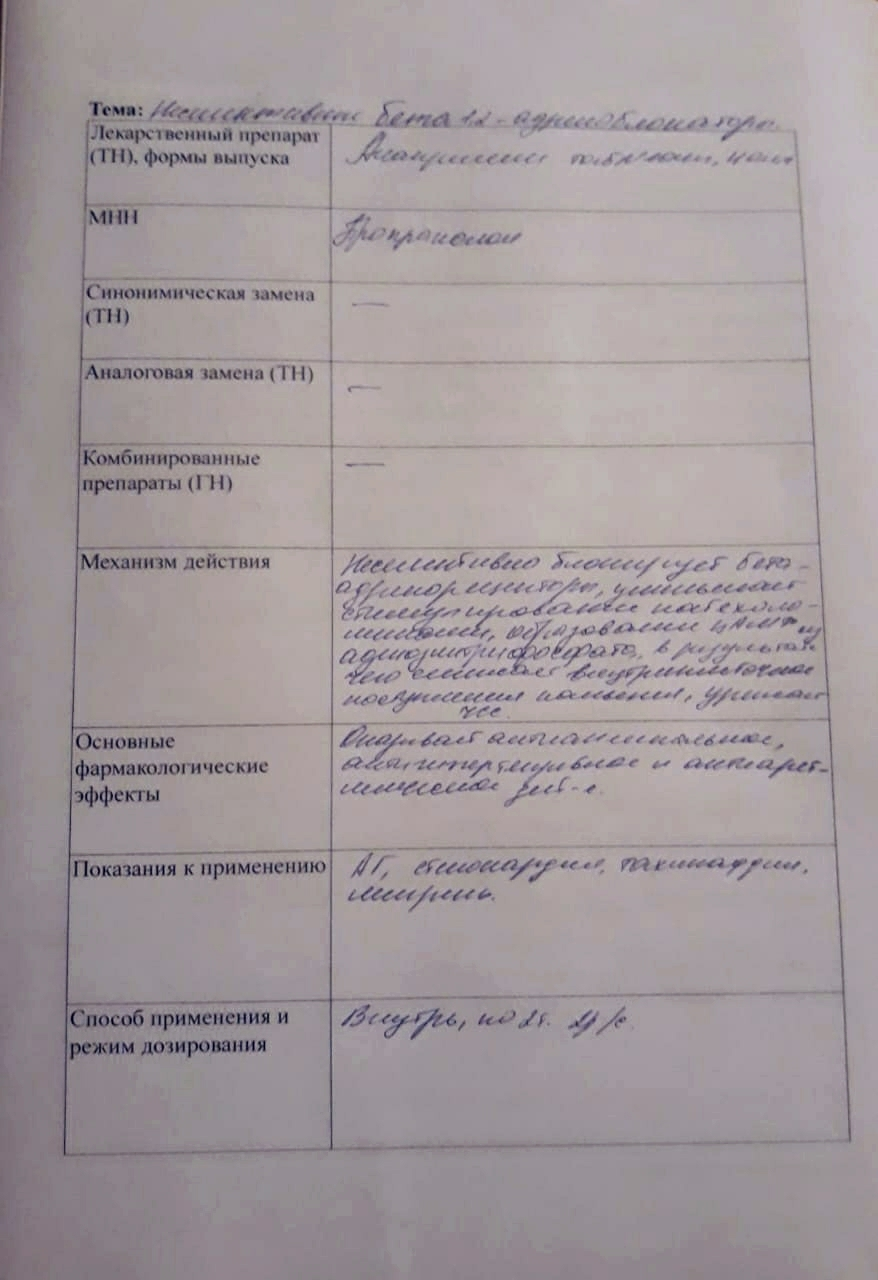 Тема: Неселективные бета 1,2-адреноблокаторы
Лекарственный препарат
(ТН), формы выпуска
Анаприлин таблетки,
МНН
Пропранолол
Синонимическая замена
(ТН)
—
Аналоговая замена (ТН)
—
Комбинированные
препараты (ТН)
—
Механизм действия
Неселективно блокирует бета-
адренорецепторы, уменьшает
стимулированное катехола-
минами, образование цАМФ из
аденозинтрифосфата, в результате
чего снижает внутриклеточное
поступление кальция, урежает
ЧСС.
Основные
фармакологические
эффекты
Оказывает антиангинальное,
антигипертензивное и антиарит-
мическое дей-е.
Показания к применению
АГ, стенокардия, тахикардия,
мигрень.
Способ применения и
режим дозирования
Внутрь, по 2т. 2р/с